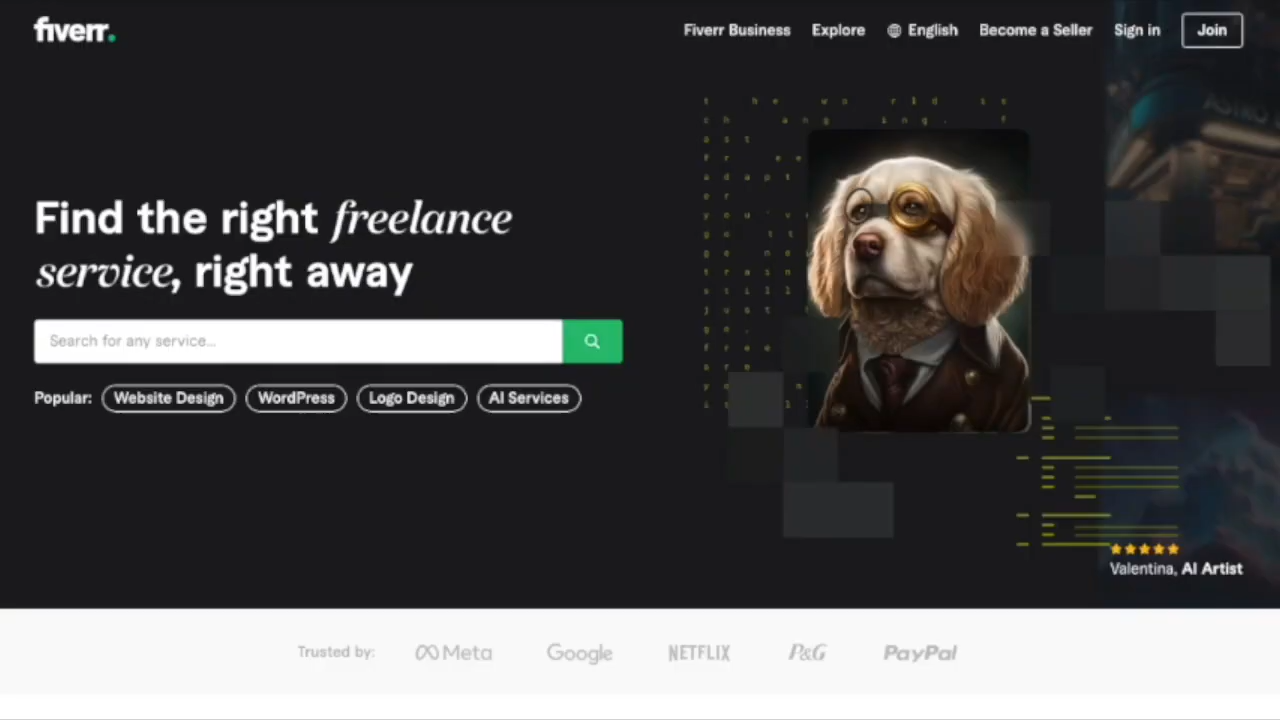 fiverr.
Fiverr Business Explore English Become a Seller Sign in Join
Find the right freelance
service, right away
Search for any service...
Popular: Website Design WordPress Logo Design AI Services
t h e w o r l d i s
c h a n g i n g . f
a s t
ASTRO
Valentina, AI Artist
Trusted by: Meta Google NETFLIX P&G PayPal